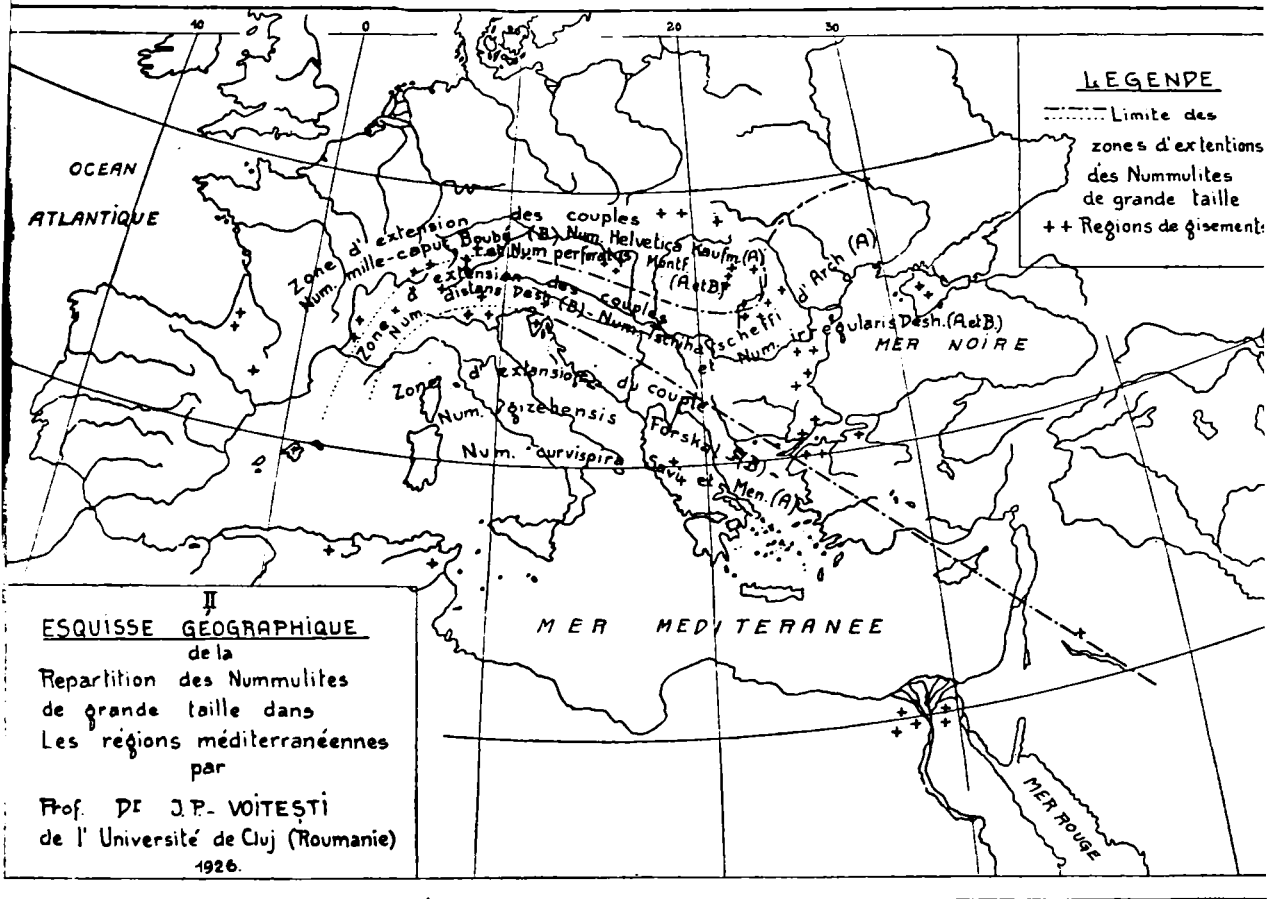 10
0
20
30
LEGENDE
Limite des
zones d'extentions
des Nummulites
de grande taille
++ Regions de gisements
OCEAN
ATLANTIQUE
Zone d'extension des couples
Num. mille-caput Boubé (B) Num. Helvetica Kaufm. (A)
et Num perforatus Montf. (A et B)
Zone d'extension des couples
Num distans Desh (B) - Num. Tschihatscheffi d'Arch (A)
et Num. irregularis Desh. (A et B.)
MER NOIRE
Zone d'extansion du couple
Num. gizehensis Forskal (B) -
Num. curvispira Savii et Men. (A)
MER MEDITERANEE
MER ROUGE
II
ESQUISSE GÉOGRAPHIQUE
de la
Repartition des Nummulites
de grande taille dans
Les régions méditerranéennes
par
Prof. Dr J.P- VOITEȘTI
de l'Université de Cluj (Roumanie)
1926.